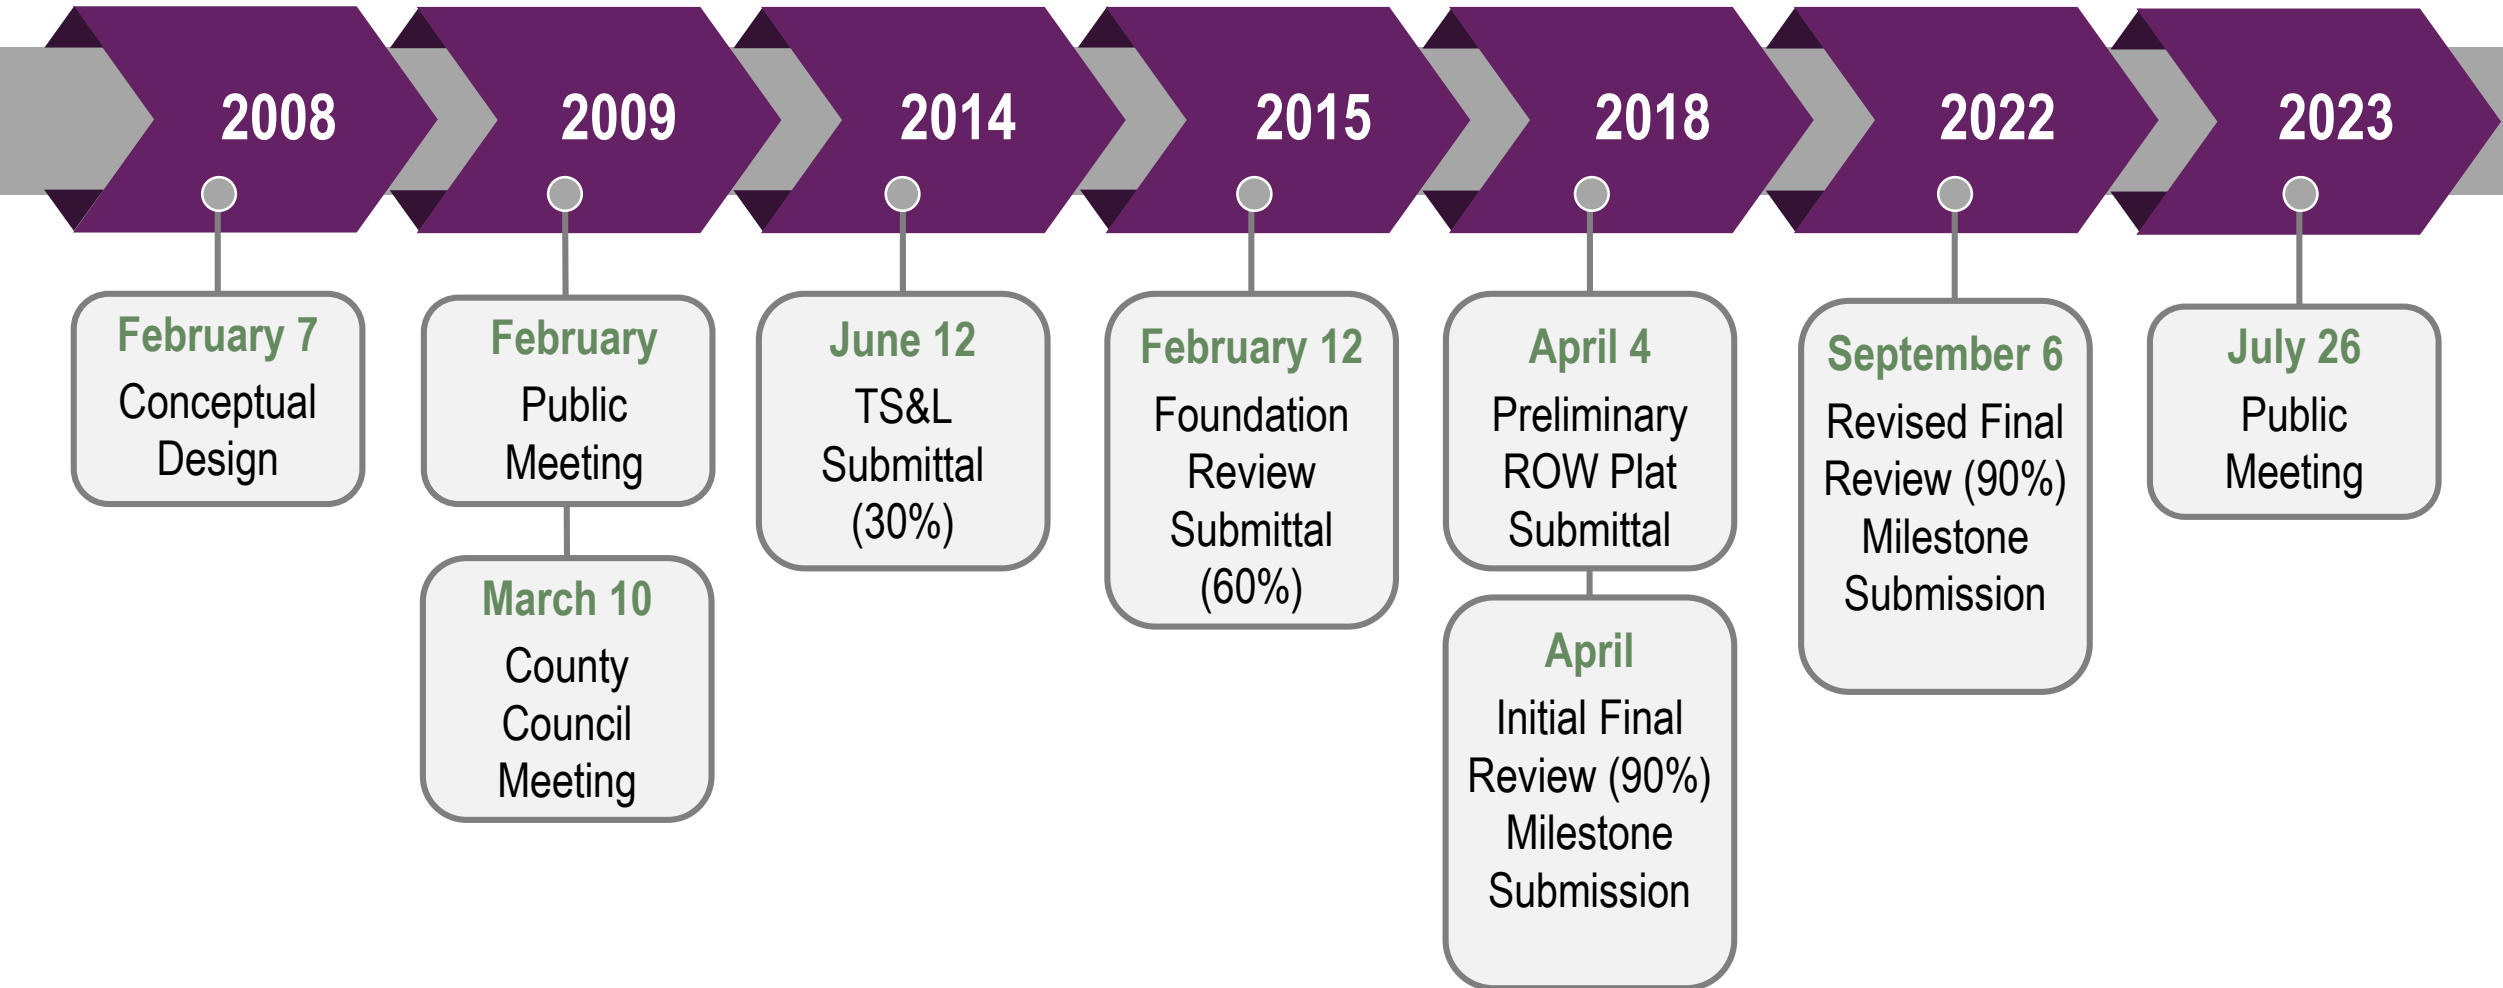 2008
2009
2014
2015
2018
2022
2023
February 7
Conceptual
Design
February
Public
Meeting
March 10
County
Council
Meeting
June 12
TS&L
Submittal
(30%)
February 12
Foundation
Review
Submittal
(60%)
April 4
Preliminary
ROW Plat
Submittal
April
Initial Final
Review (90%)
Milestone
Submission
September 6
Revised Final
Review (90%)
Milestone
Submission
July 26
Public
Meeting